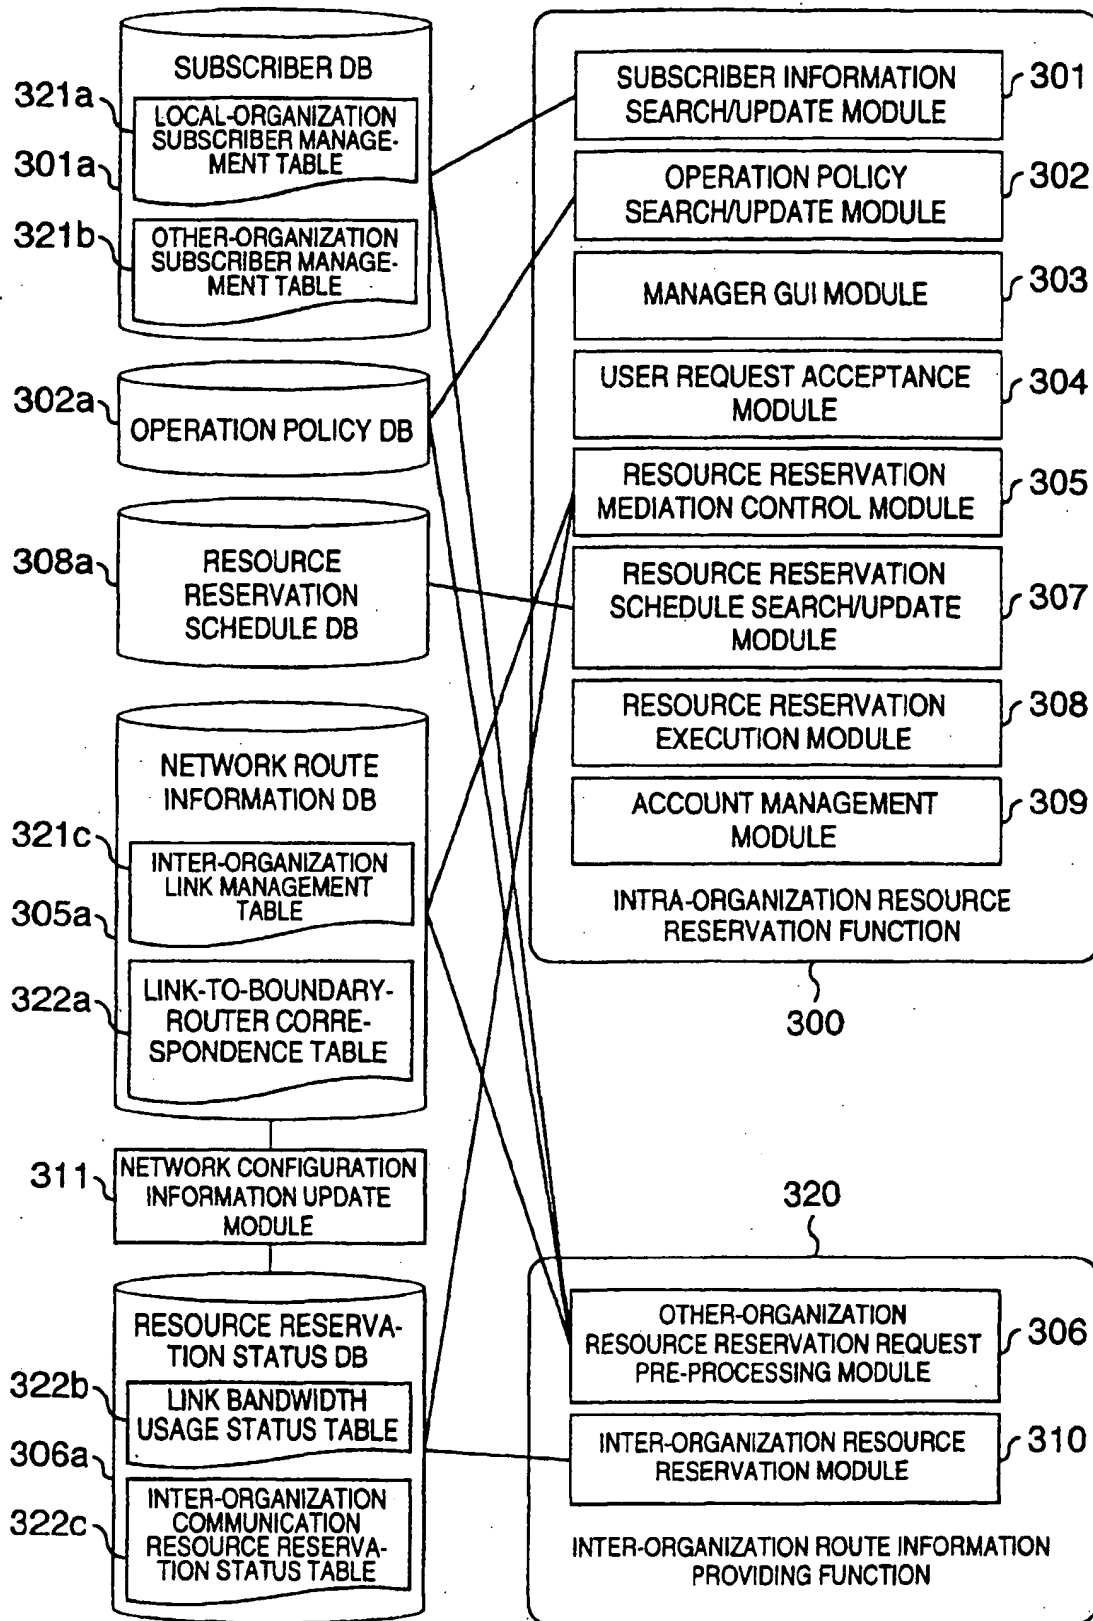 SUBSCRIBER DB
321a
LOCAL-ORGANIZATION
SUBSCRIBER MANAGE-
MENT TABLE
301a
321b
OTHER-ORGANIZATION
SUBSCRIBER MANAGE-
MENT TABLE
302a
OPERATION POLICY DB
308a
RESOURCE
RESERVATION
SCHEDULE DB
NETWORK ROUTE
INFORMATION DB
321c
INTER-ORGANIZATION
LINK MANAGEMENT
TABLE
305a
322a
LINK-TO-BOUNDARY-
ROUTER CORRE-
SPONDENCE TABLE
311
NETWORK CONFIGURATION
INFORMATION UPDATE
MODULE
RESOURCE RESERVA-
TION STATUS DB
322b
LINK BANDWIDTH
USAGE STATUS TABLE
306a
322c
INTER-ORGANIZATION
COMMUNICATION
RESOURCE RESERVA-
TION STATUS TABLE
SUBSCRIBER INFORMATION
SEARCH/UPDATE MODULE
301
OPERATION POLICY
SEARCH/UPDATE MODULE
302
MANAGER GUI MODULE
303
USER REQUEST ACCEPTANCE
MODULE
304
RESOURCE RESERVATION
MEDIATION CONTROL MODULE
305
RESOURCE RESERVATION
SCHEDULE SEARCH/UPDATE
MODULE
307
RESOURCE RESERVATION
EXECUTION MODULE
308
ACCOUNT MANAGEMENT
MODULE
309
INTRA-ORGANIZATION RESOURCE
RESERVATION FUNCTION
300
320
OTHER-ORGANIZATION
RESOURCE RESERVATION REQUEST
PRE-PROCESSING MODULE
306
INTER-ORGANIZATION RESOURCE
RESERVATION MODULE
310
INTER-ORGANIZATION ROUTE INFORMATION
PROVIDING FUNCTION